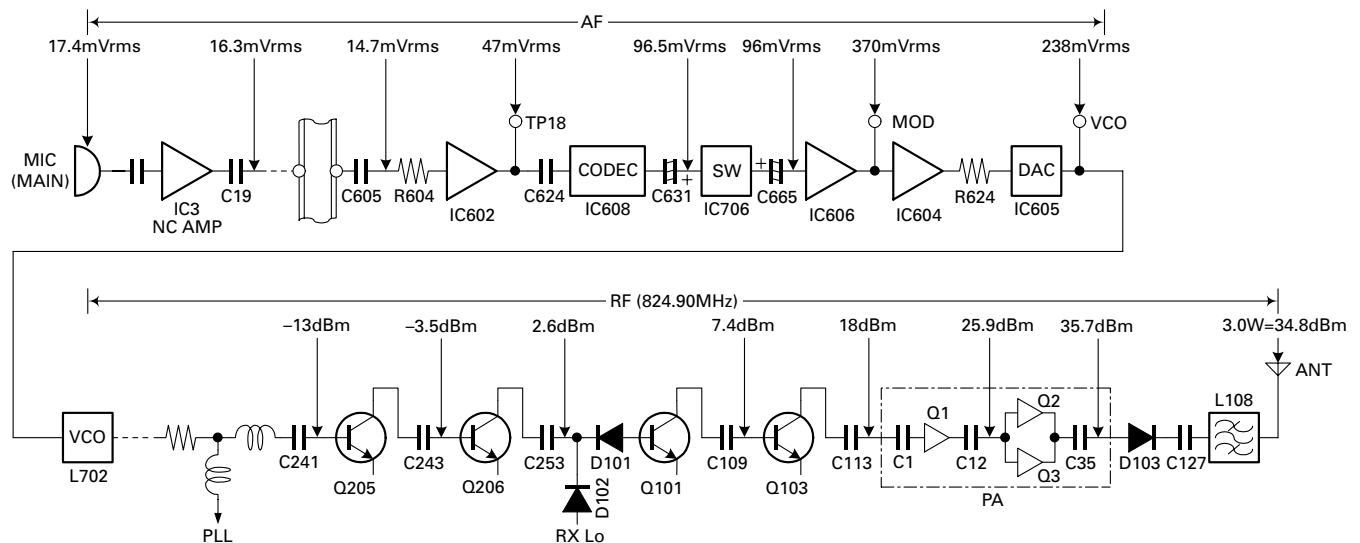 AF
17.4mVrms 16.3mVrms 14.7mVrms 47mVrms 96.5mVrms 96mVrms 370mVrms 238mVrms
TP18 MOD VCO
MIC
(MAIN)
CODEC SW DAC
C19 C605 R604 C624 C631 + + C665 R624
IC3 IC602 IC608 IC706 IC606 IC604 IC605
NC AMP
RF (824.90MHz)
–13dBm –3.5dBm 2.6dBm 7.4dBm 18dBm 25.9dBm 35.7dBm 3.0W=34.8dBm
ANT
Q1 Q2 L108
VCO
L702 C241 C243 C253 D101 C109 C113 C1 C12 C35 D103 C127
Q205 Q206 D102 Q101 Q103 Q3
PA
PLL RX Lo